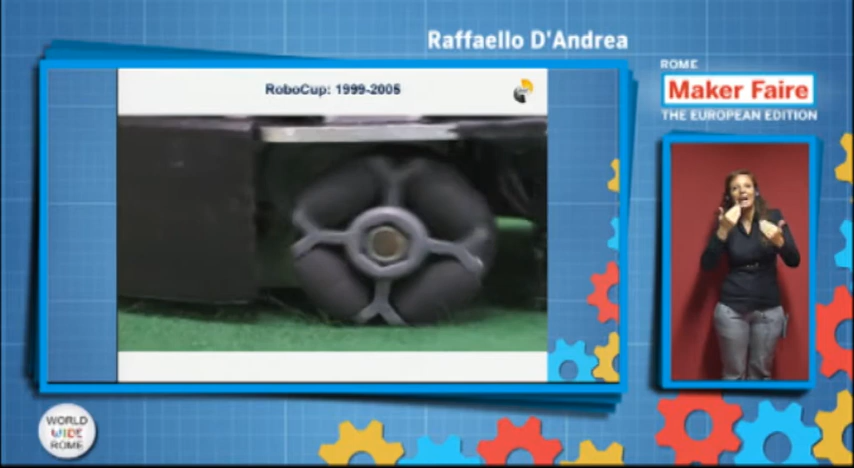 Raffaello D'Andrea
ROME
Maker Faire
THE EUROPEAN EDITION
RoboCup: 1999-2005
WORLD
WIDE
ROME